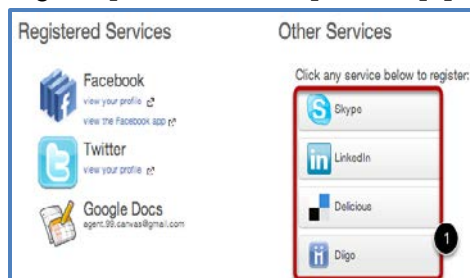 Registered Services
Facebook
view your profile
view the Facebook app
Twitter
view your profile
Google Docs
agent.99.canvas@gmail.com
Other Services
Click any service below to register:
Skype
LinkedIn
Delicious
Diigo
1